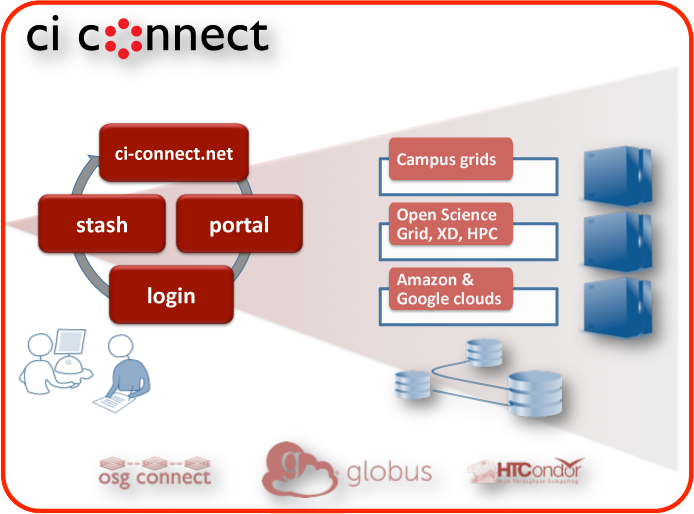 ci connect
ci-connect.net
stash
portal
login
Campus grids
Open Science
Grid, XD, HPC
Amazon &
Google clouds
osg connect
g
globus
HTCondor
High Throughput Computing